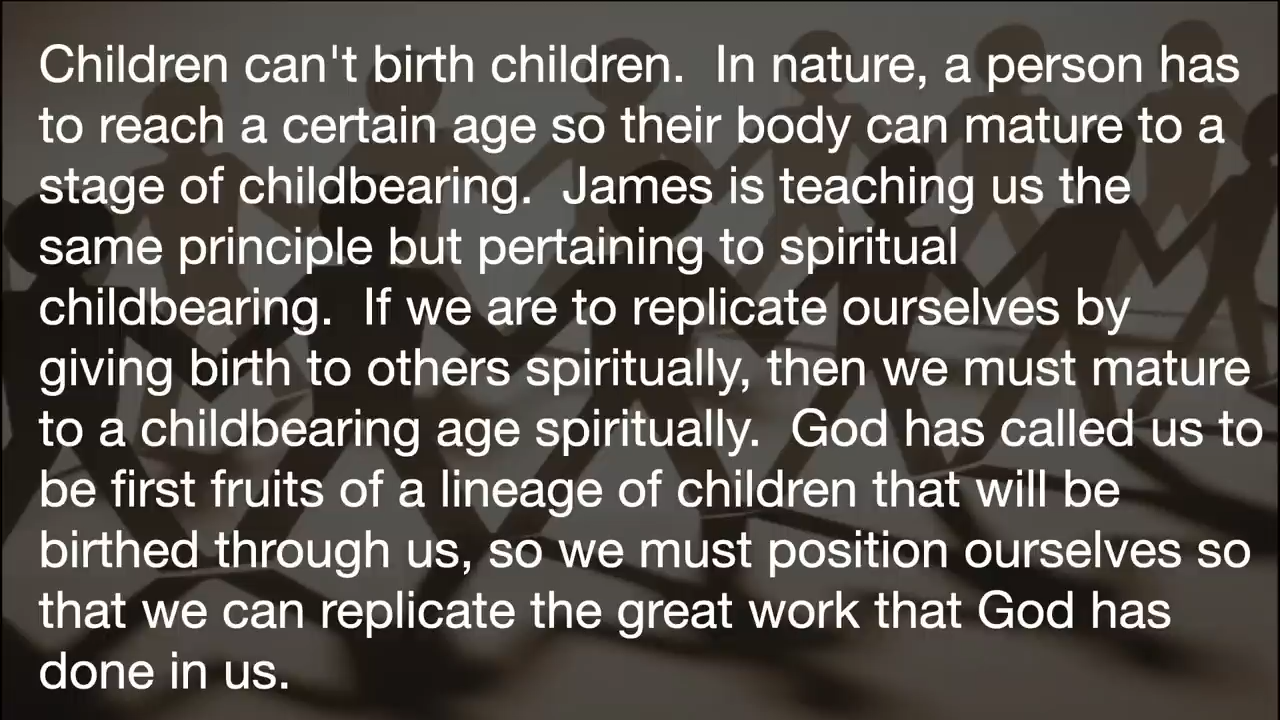 Children can't birth children.  In nature, a person has
to reach a certain age so their body can mature to a
stage of childbearing.  James is teaching us the
same principle but pertaining to spiritual
childbearing.  If we are to replicate ourselves by
giving birth to others spiritually, then we must mature
to a childbearing age spiritually.  God has called us to
be first fruits of a lineage of children that will be
birthed through us, so we must position ourselves so
that we can replicate the great work that God has
done in us.